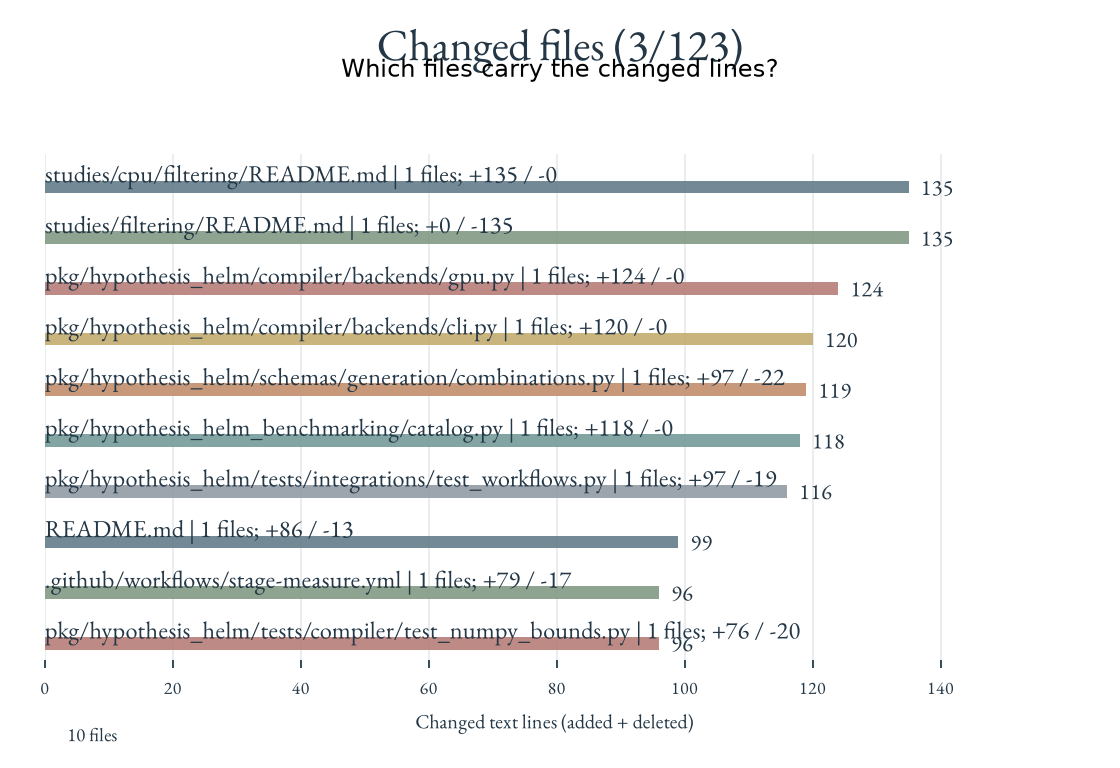 Changed files (3/123)
Which files carry the changed lines?
studies/cpu/filtering/README.md | 1 files; +135 / -0
135
studies/filtering/README.md | 1 files; +0 / -135
135
pkg/hypothesis_helm/compiler/backends/gpu.py | 1 files; +124 / -0
124
pkg/hypothesis_helm/compiler/backends/cli.py | 1 files; +120 / -0
120
pkg/hypothesis_helm/schemas/generation/combinations.py | 1 files; +97 / -22
119
pkg/hypothesis_helm_benchmarking/catalog.py | 1 files; +118 / -0
118
pkg/hypothesis_helm/tests/integrations/test_workflows.py | 1 files; +97 / -19
116
README.md | 1 files; +86 / -13
99
.github/workflows/stage-measure.yml | 1 files; +79 / -17
96
pkg/hypothesis_helm/tests/compiler/test_numpy_bounds.py | 1 files; +76 / -20
96
0 20 40 60 80 100 120 140
Changed text lines (added + deleted)
10 files